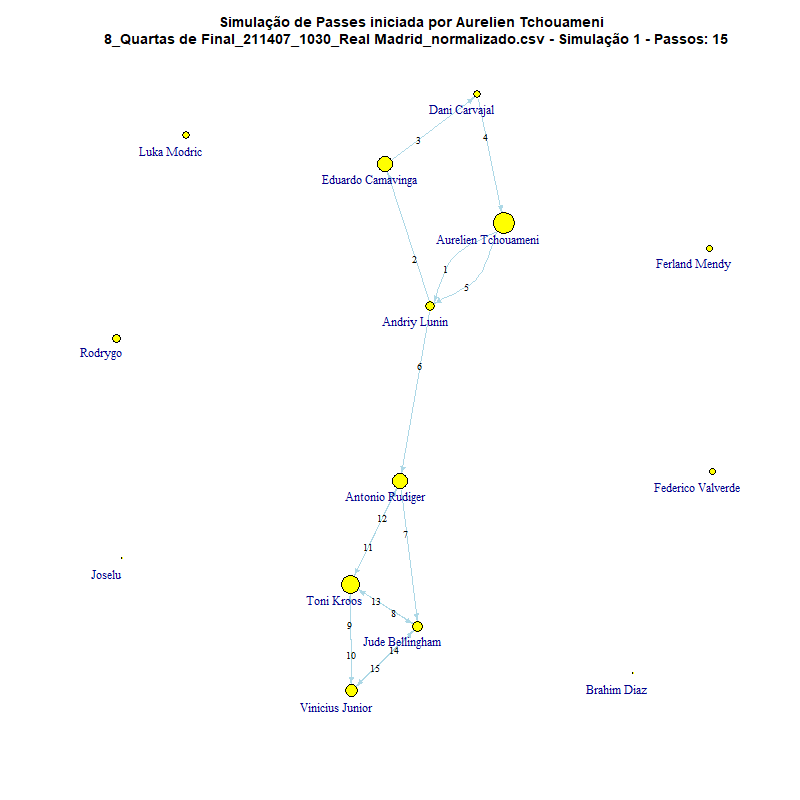 Simulação de Passes iniciada por Aurelien Tchouameni
8_Quartas de Final_211407_1030_Real Madrid_normalizado.csv - Simulação 1 - Passos: 15
Dani Carvajal
Luka Modric
3
4
Eduardo Camavinga
Aurelien Tchouameni
2
1
Ferland Mendy
5
Andriy Lunin
Rodrygo
6
Antonio Rudiger
Federico Valverde
12
7
11
Joselu
Toni Kroos
13
8
9
Jude Bellingham
14
10
15
Brahim Diaz
Vinicius Junior